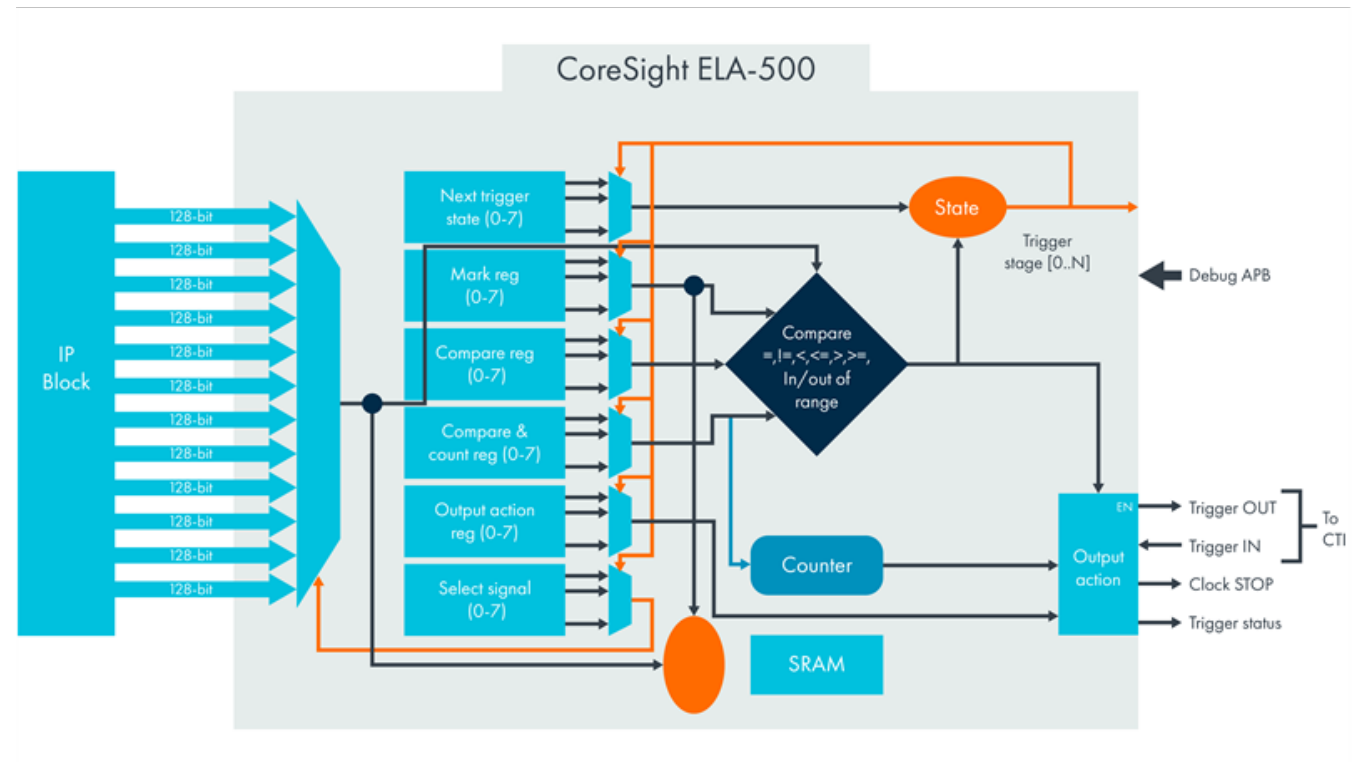 CoreSight ELA-500
IP
Block
128-bit
128-bit
128-bit
128-bit
128-bit
128-bit
128-bit
128-bit
128-bit
128-bit
128-bit
128-bit
Next trigger
state (0-7)
Mark reg
(0-7)
Compare reg
(0-7)
Compare &
count reg (0-7)
Output action
reg (0-7)
Select signal
(0-7)
State
Trigger
stage [0..N]
Debug APB
Compare
=,!=,<,<=,>,>=,
In/out of
range
Counter
SRAM
EN
Output
action
Trigger OUT
Trigger IN
To
CTI
Clock STOP
Trigger status